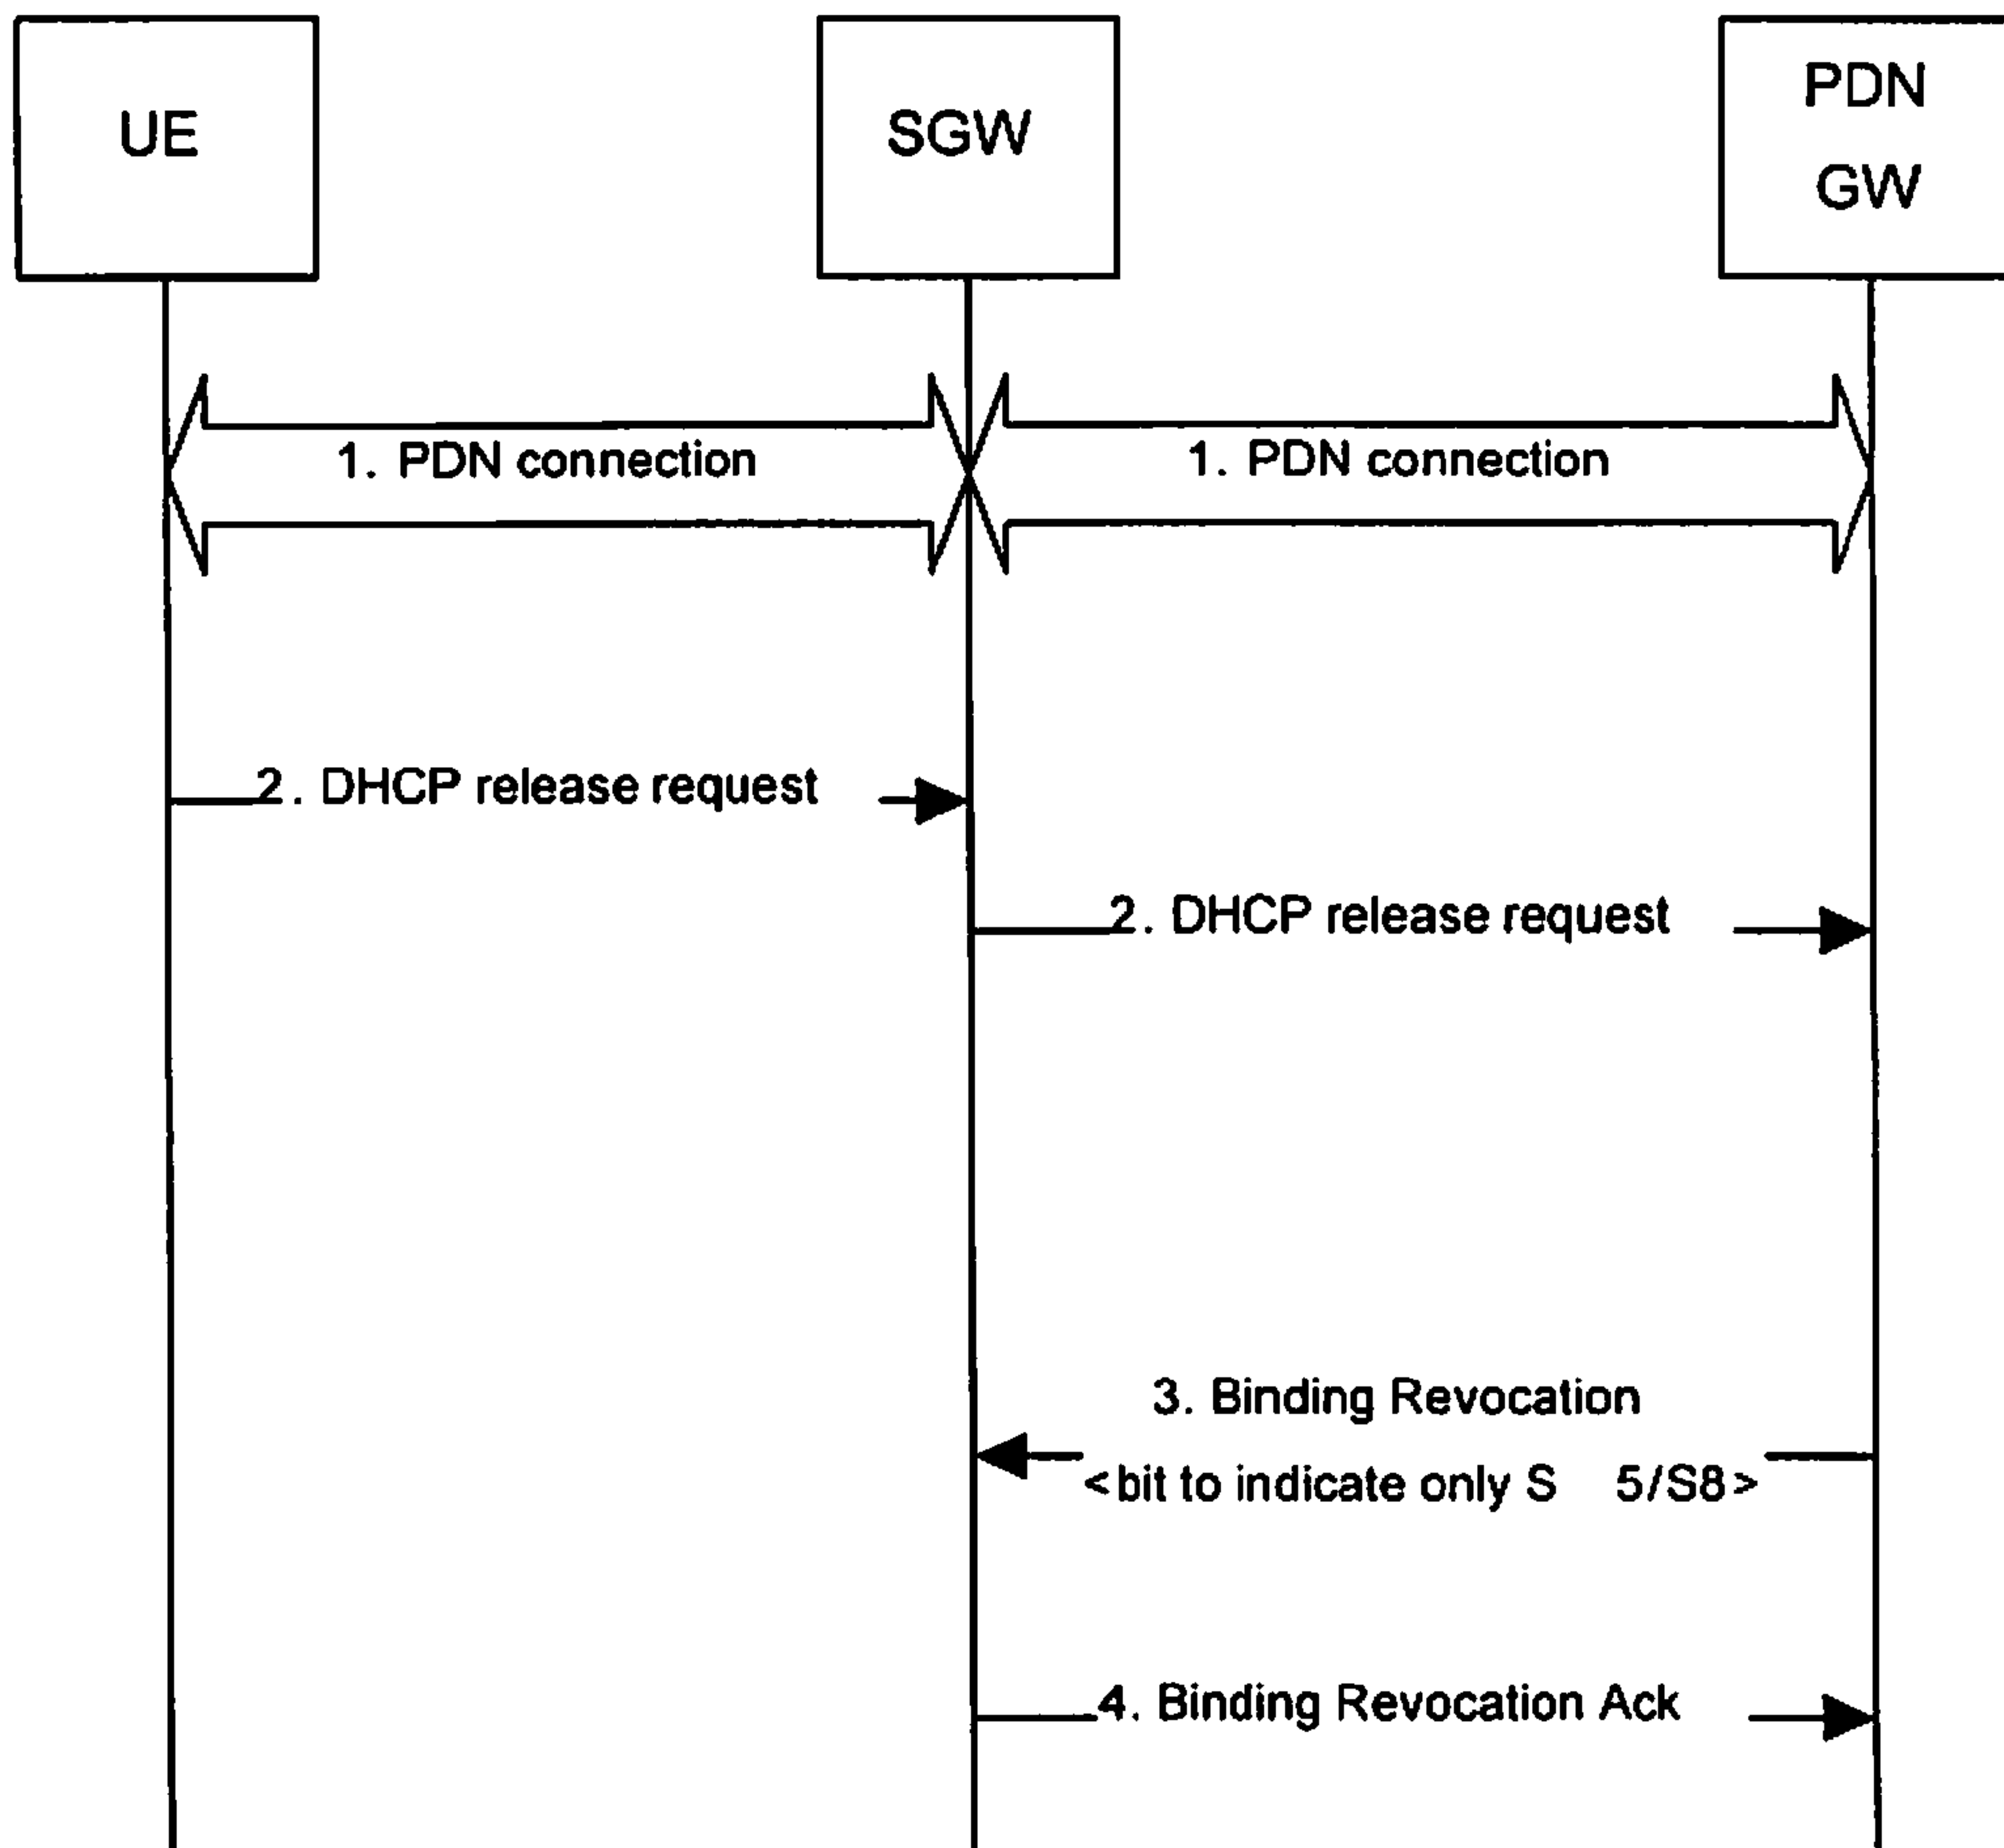 UE
SGW
PDN
GW
1. PDN connection
1. PDN connection
2. DHCP release request
2. DHCP release request
3. Binding Revocation
<bit to indicate only S 5/S8>
4. Binding Revocation Ack